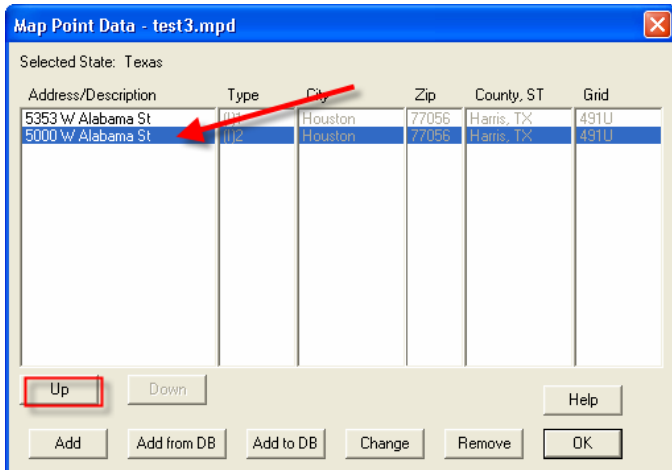 Map Point Data - test3.mpd
Selected State: Texas
Address/Description Type City Zip County, ST Grid
5353 W Alabama St (I)1 Houston 77056 Harris, TX 491U
5000 W Alabama St (I)2 Houston 77056 Harris, TX 491U
Up Down
Help
Add Add from DB Add to DB Change Remove OK